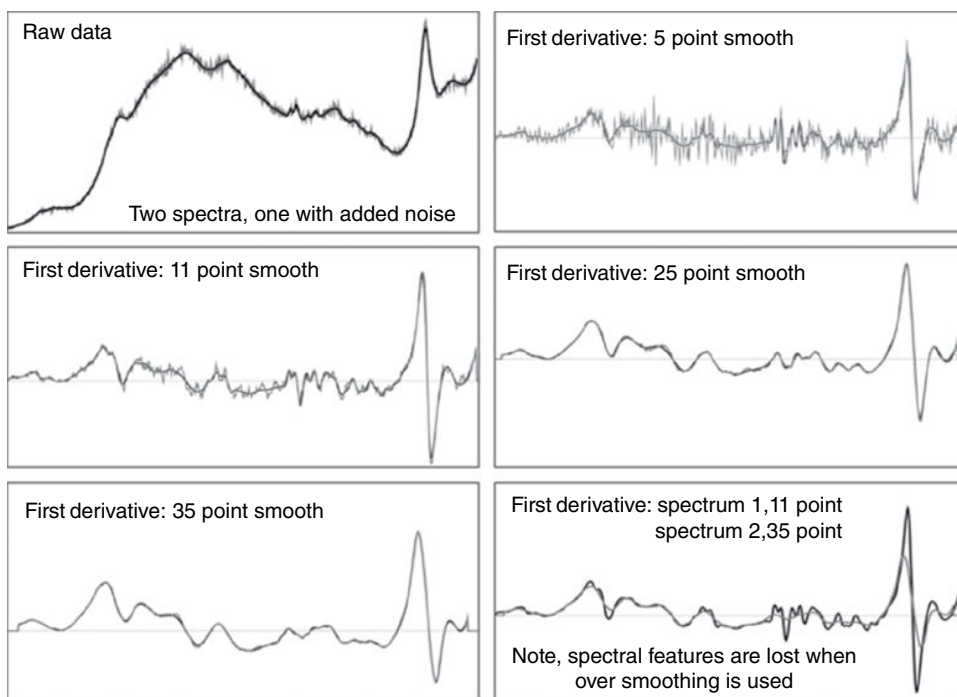 Raw data
Two spectra, one with added noise
First derivative: 5 point smooth
First derivative: 11 point smooth
First derivative: 25 point smooth
First derivative: 35 point smooth
First derivative: spectrum 1,11 point
spectrum 2,35 point
Note, spectral features are lost when
over smoothing is used